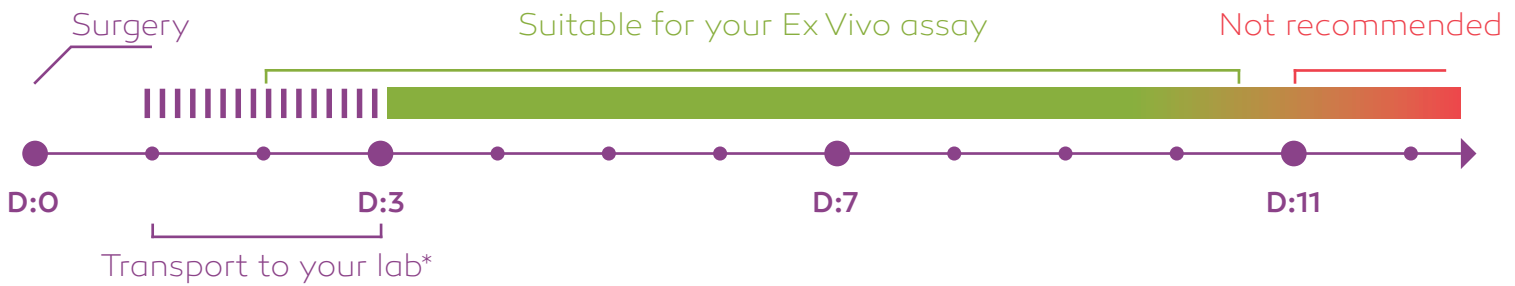 Surgery
Suitable for your Ex Vivo assay
Not recommended
D:0
D:3
D:7
D:11
Transport to your lab*